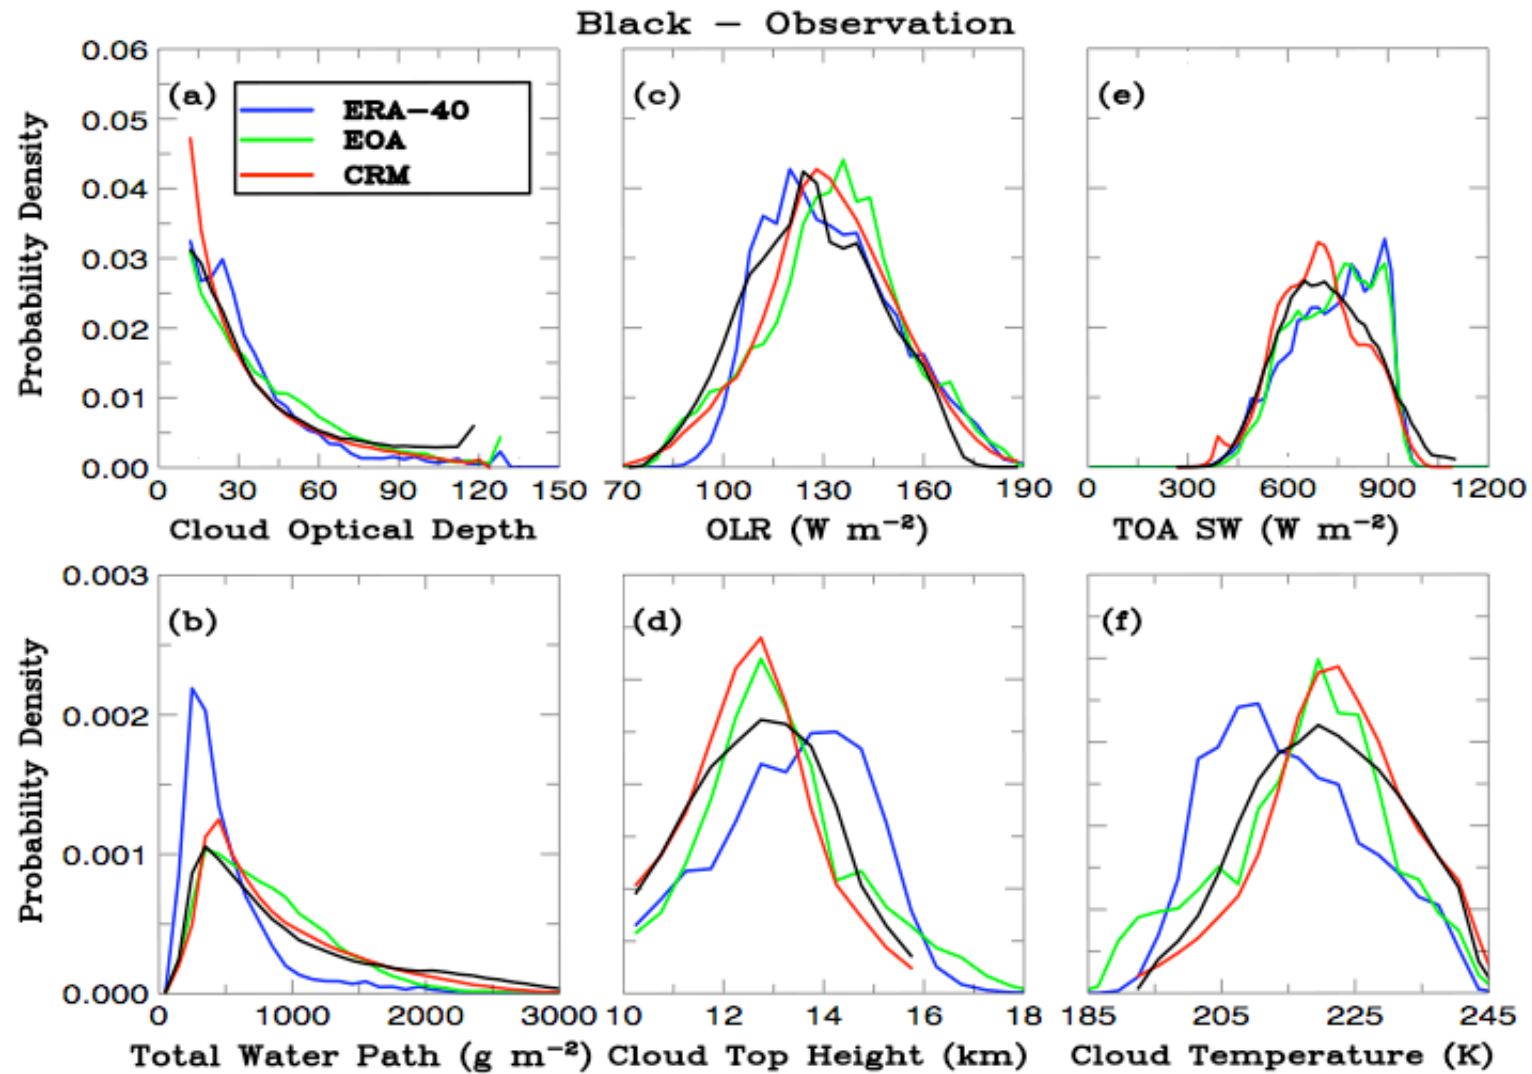 Black – Observation
0.06
0.05
0.04
0.03
0.02
0.01
0.00
Probability Density
(a)
ERA–40
EOA
CRM
0 30 60 90 120 150
Cloud Optical Depth
(c)
70 100 130 160 190
OLR (W m⁻²)
(e)
0 300 600 900 1200
TOA SW (W m⁻²)
0.003
0.002
0.001
0.000
Probability Density
(b)
0 1000 2000 3000
Total Water Path (g m⁻²)
(d)
10 12 14 16 18
Cloud Top Height (km)
(f)
185 205 225 245
Cloud Temperature (K)